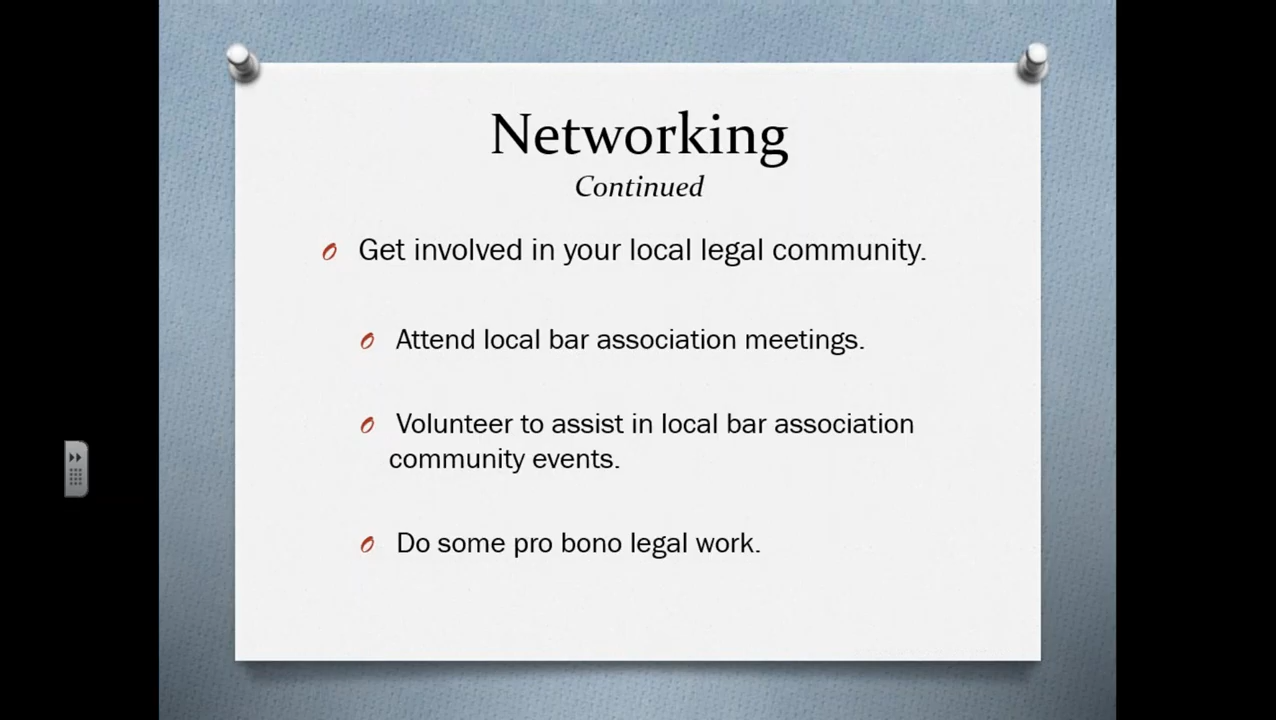 Networking
Continued
Get involved in your local legal community.
Attend local bar association meetings.
Volunteer to assist in local bar association
community events.
Do some pro bono legal work.